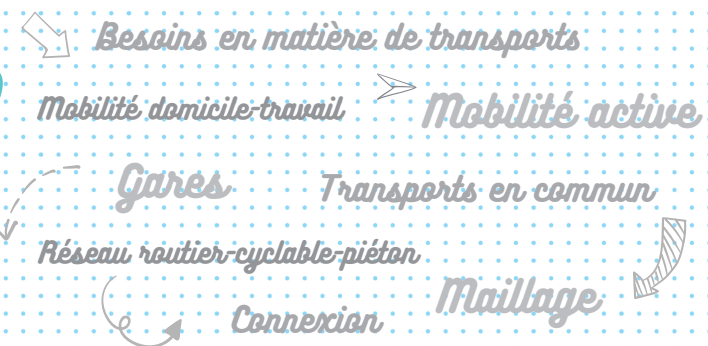 Besoins en matière de transports
Mobilité domicile-travail
Mobilité active
Gares
Transports en commun
Réseau routier-cyclable-piéton
Maillage
Connexion